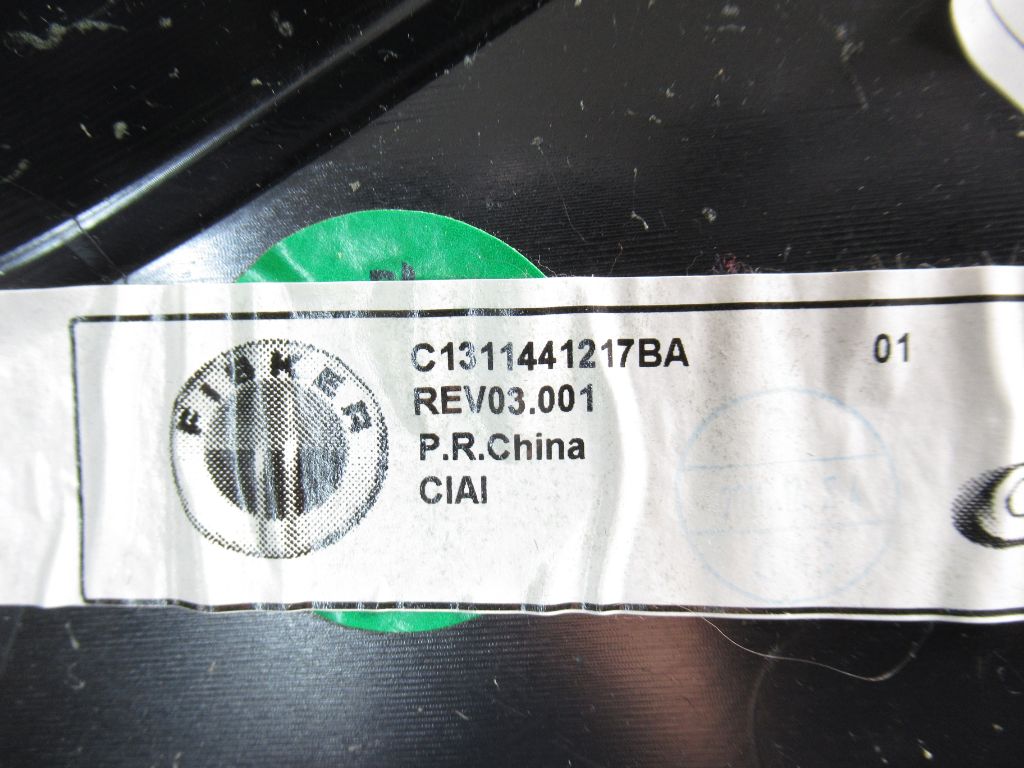 FISKER
C1311441217BA 01
REV03.001
P.R.China
CIAI